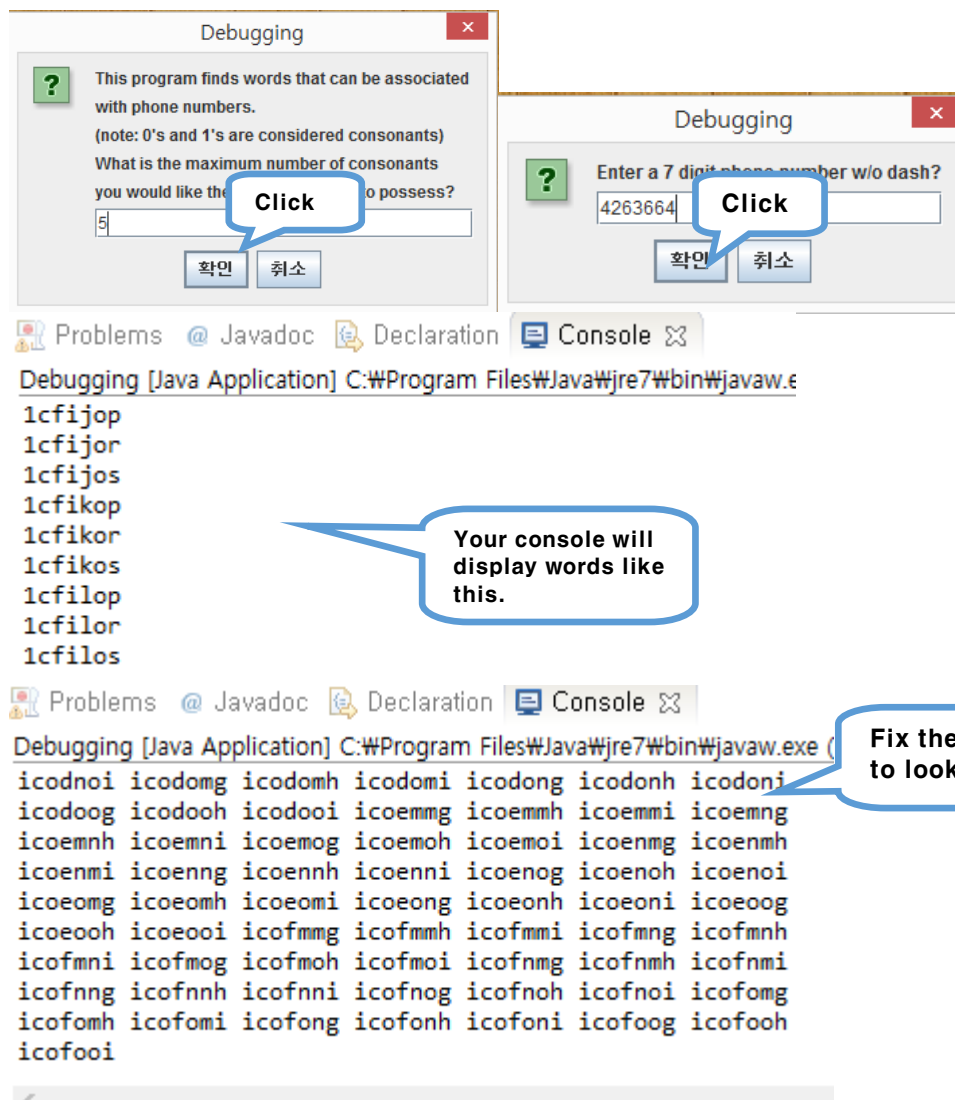 Debugging
This program finds words that can be associated
with phone numbers.
(note: 0's and 1's are considered consonants)
What is the maximum number of consonants
you would like the to possess?
Click
5
확인 취소
Debugging
Enter a 7 digit phone number w/o dash?
4263664
Click
확인 취소
Problems @ Javadoc Declaration Console
Debugging [Java Application] C:₩Program Files₩Java₩jre7₩bin₩javaw.e
1cfijop
1cfijor
1cfijos
1cfikop
1cfikor
1cfikos
1cfilop
1cfilor
1cfilos
Your console will
display words like
this.
Problems @ Javadoc Declaration Console
Debugging [Java Application] C:₩Program Files₩Java₩jre7₩bin₩javaw.exe (
Fix the
to look
icodnoi icodomg icodomh icodomi icodong icodonh icodoni
icodoog icodooh icodooi icoemmg icoemmh icoemmi icoemng
icoemnh icoemni icoemog icoemoh icoemoi icoenmg icoenmh
icoenmi icoenng icoennh icoenni icoenog icoenoh icoenoi
icoeomg icoeomh icoeomi icoeong icoeonh icoeoni icoeoog
icoeooh icoeooi icofmmg icofmmh icofmmi icofmng icofmnh
icofmni icofmog icofmoh icofmoi icofnmg icofnmh icofnmi
icofnng icofnnh icofnni icofnog icofnoh icofnoi icofomg
icofomh icofomi icofong icofonh icofoni icofoog icofooh
icofooi